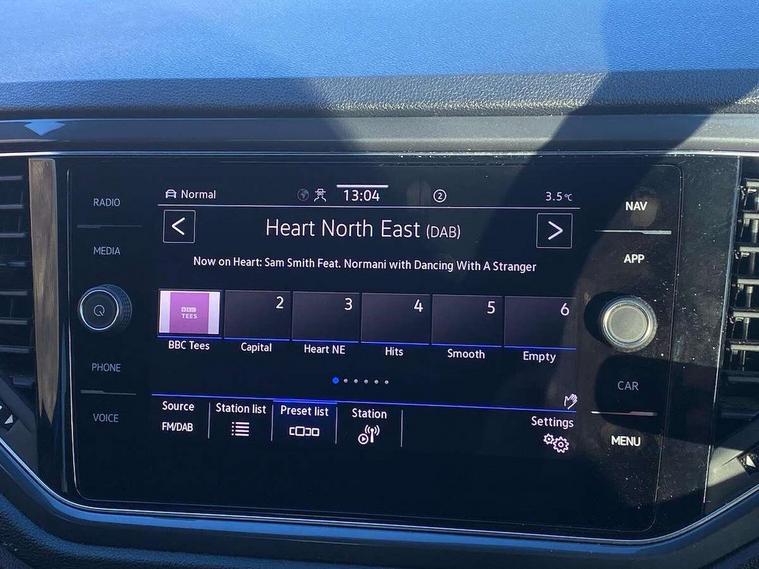 RADIO
MEDIA
PHONE
VOICE
Normal
13:04
2
3.5°C
Heart North East (DAB)
Now on Heart: Sam Smith Feat. Normani with Dancing With A Stranger
BBC
TEES
2
3
4
5
6
BBC Tees
Capital
Heart NE
Hits
Smooth
Empty
Source
FM/DAB
Station list
Preset list
Station
Settings
NAV
APP
CAR
MENU